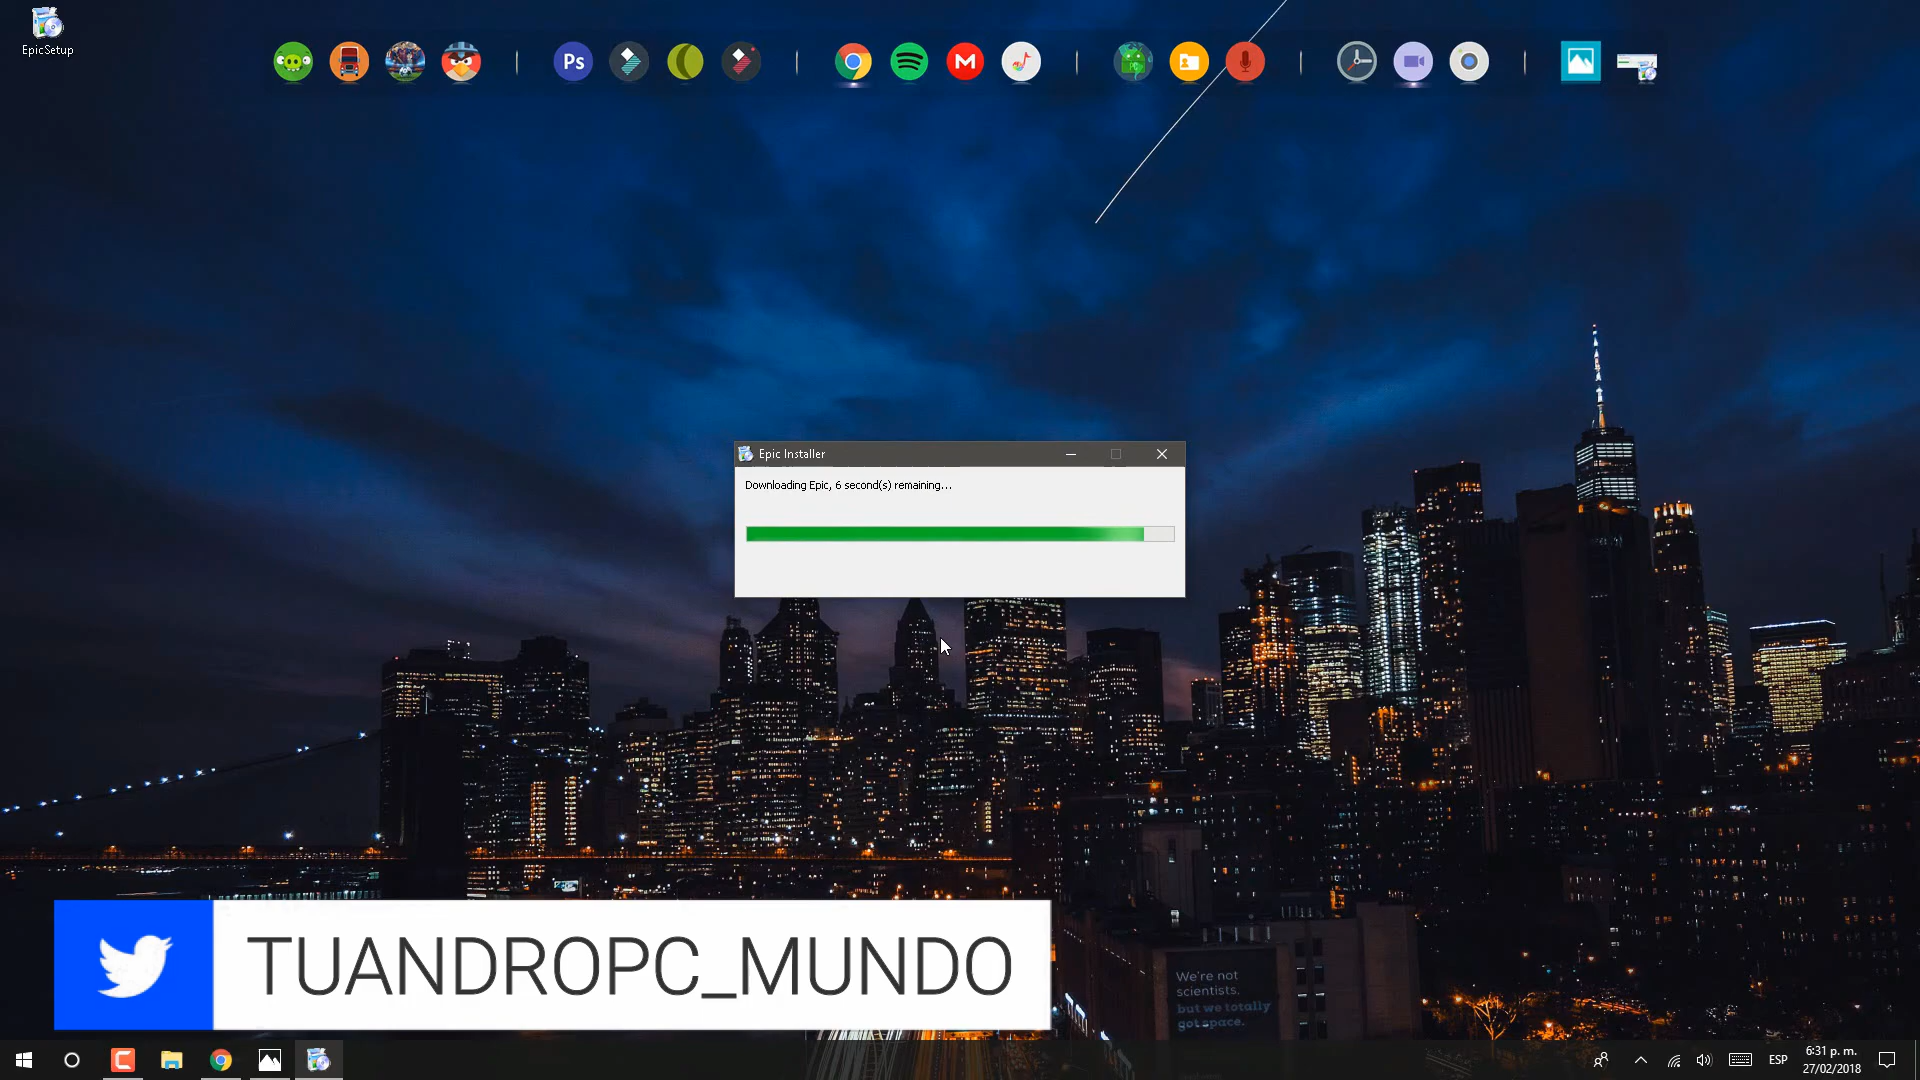 EpicSetup
Ps
Epic Installer
Downloading Epic, 6 second(s) remaining...
TUANDROPC_MUNDO
We're not
scientists.
but we totally
got space.
ESP
6:31 p. m.
27/02/2018